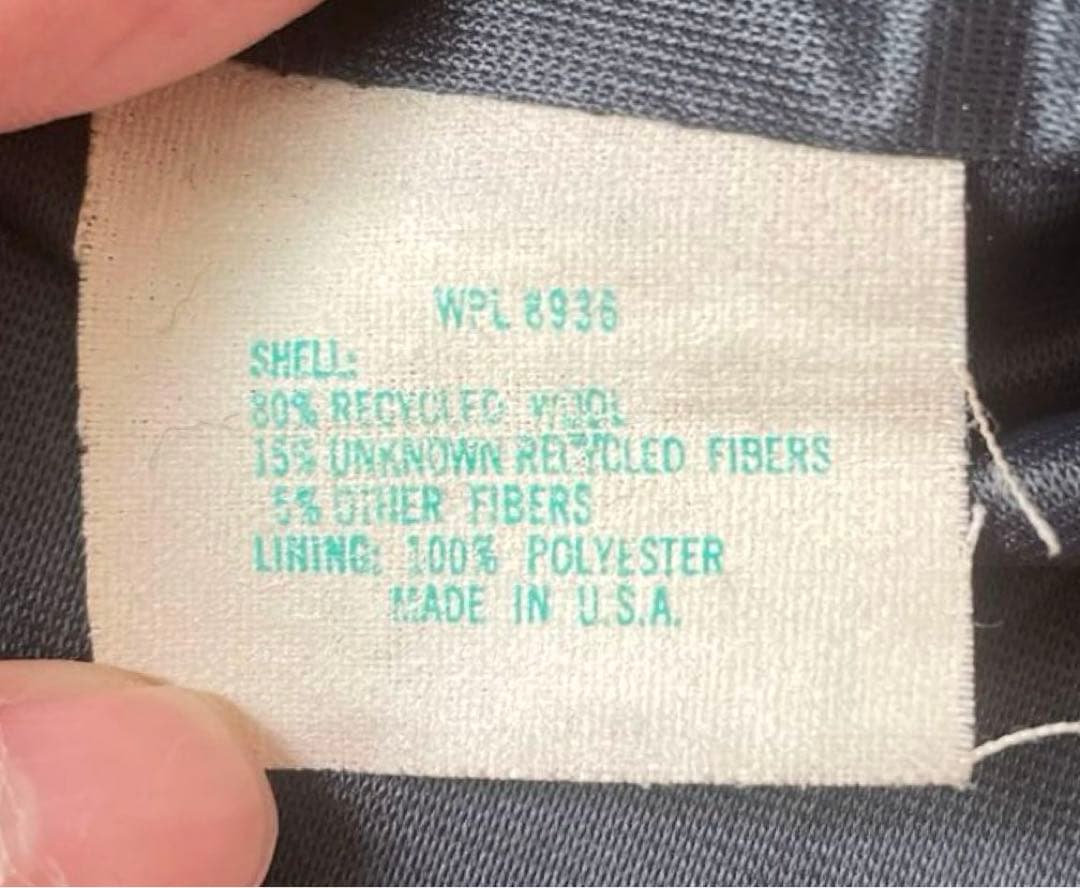 WPL 8936
SHELL:
80% RECYCLED WOOL
15% UNKNOWN RECYCLED FIBERS
5% OTHER FIBERS
LINING: 100% POLYESTER
MADE IN U.S.A.